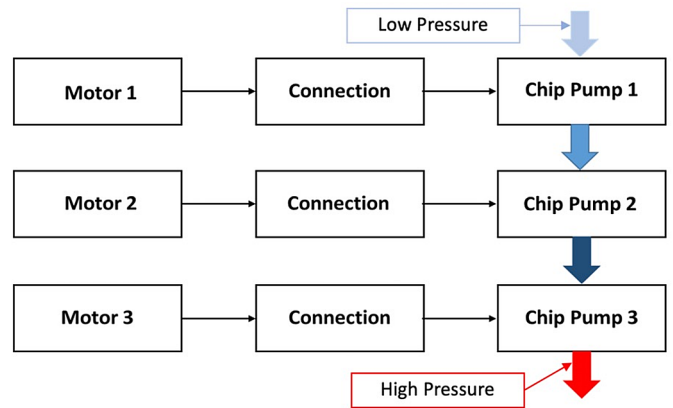 Low Pressure
Motor 1
Connection
Chip Pump 1
Motor 2
Connection
Chip Pump 2
Motor 3
Connection
Chip Pump 3
High Pressure